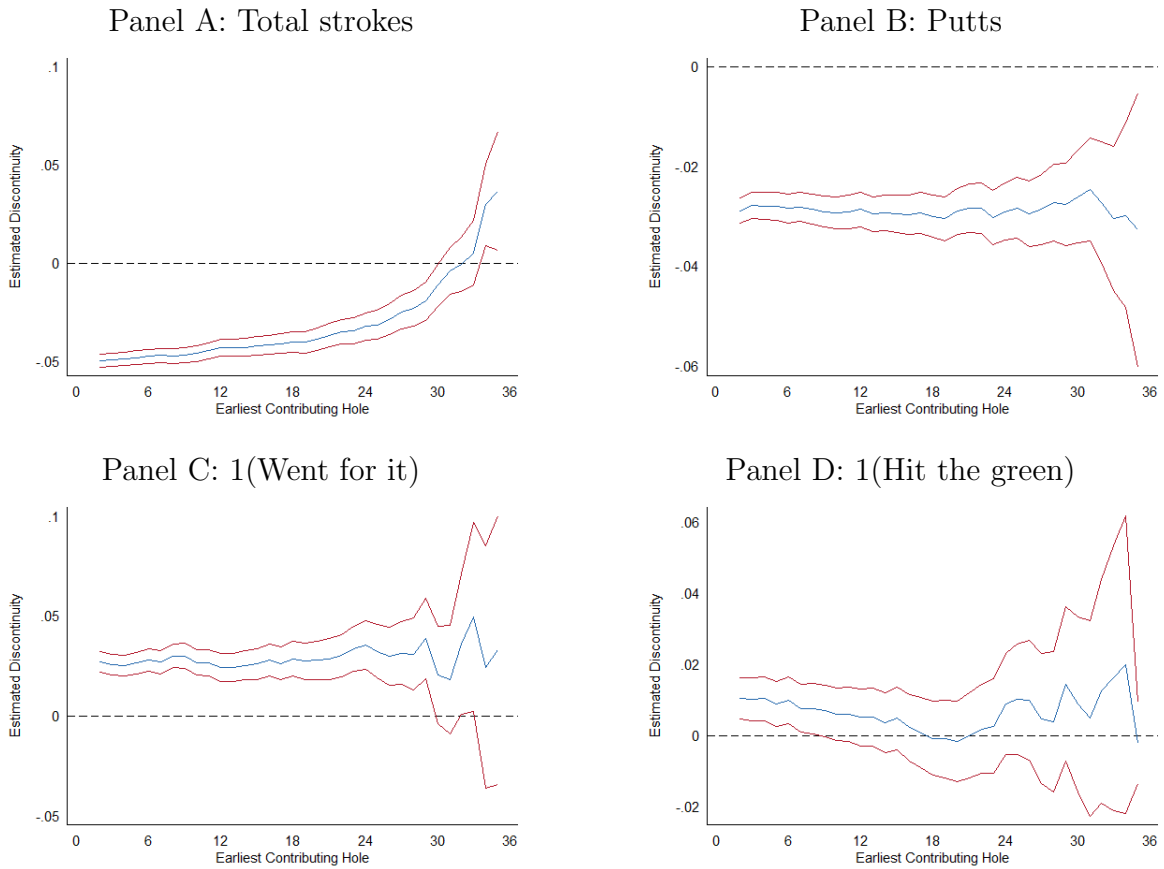 Panel A: Total strokes
.1
.05
0
-.05
Estimated Discontinuity
0 6 12 18 24 30 36
Earliest Contributing Hole
Panel B: Putts
0
-.02
-.04
-.06
Estimated Discontinuity
0 6 12 18 24 30 36
Earliest Contributing Hole
Panel C: 1(Went for it)
.1
.05
0
-.05
Estimated Discontinuity
0 6 12 18 24 30 36
Earliest Contributing Hole
Panel D: 1(Hit the green)
.06
.04
.02
0
-.02
Estimated Discontinuity
0 6 12 18 24 30 36
Earliest Contributing Hole